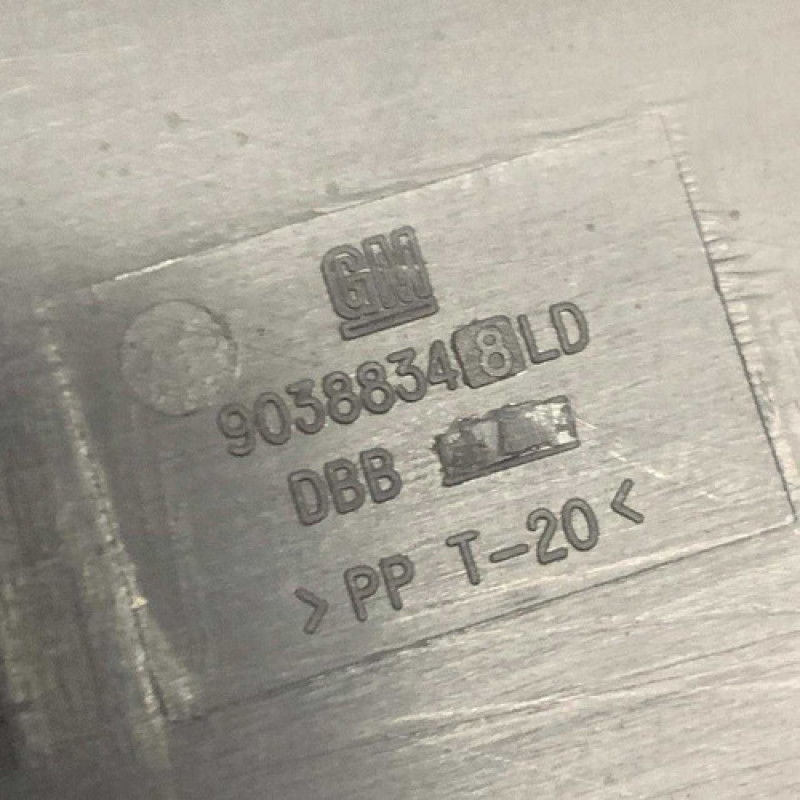 GM
90388348LD
DBB
>PP T-20<